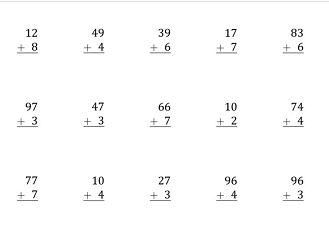 12 49 39 17 83
+ 8 + 4 + 6 + 7 + 6
97 47 66 10 74
+ 3 + 3 + 7 + 2 + 4
77 10 27 96 96
+ 7 + 4 + 3 + 4 + 3